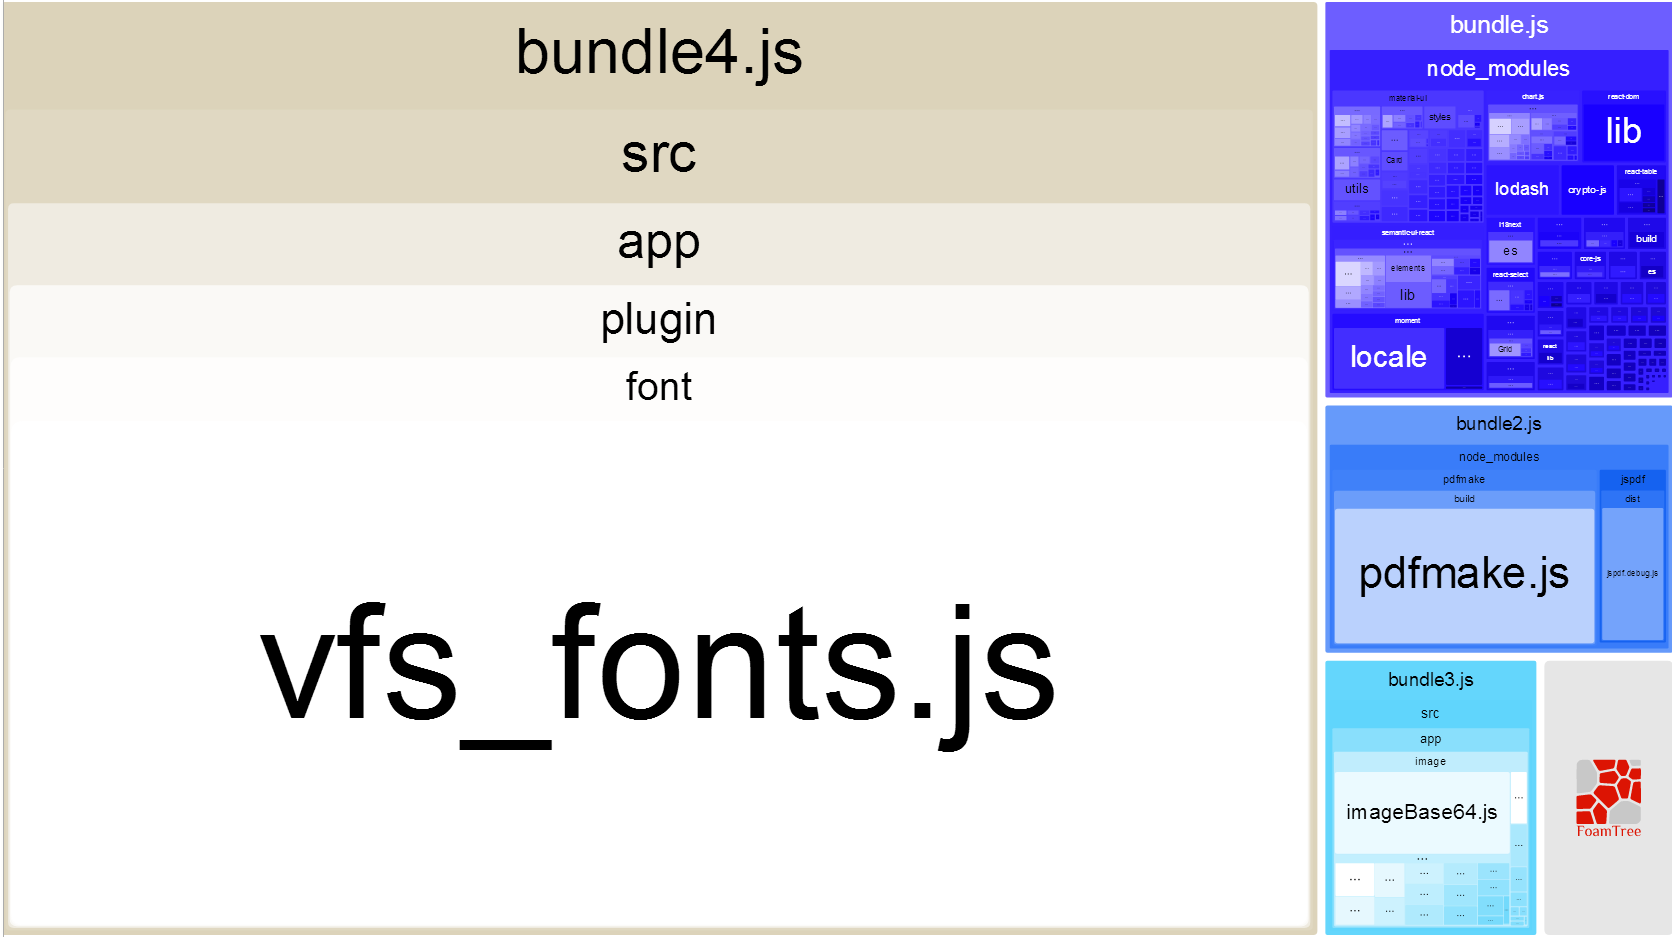 bundle4.js
src
app
plugin
font
vfs_fonts.js
bundle.js
node_modules
material-ui
styles
Card
utils
semantic-ui-react
...
elements
lib
moment
locale
...
chart.js
react-dom
lib
lodash
crypto-js
react-table
i18next
es
build
core-js
es
react-select
Grid
react
lib
bundle2.js
node_modules
pdfmake
build
pdfmake.js
jspdf
dist
jspdf.debug.js
bundle3.js
src
app
image
imageBase64.js
...
FoamTree